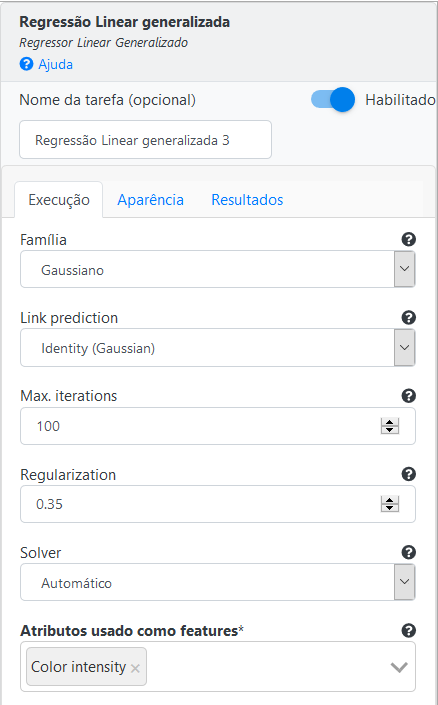 Regressão Linear generalizada
Regressor Linear Generalizado
Ajuda
Nome da tarefa (opcional) Habilitado
Regressão Linear generalizada 3
Execução Aparência Resultados
Família
Gaussiano
Link prediction
Identity (Gaussian)
Max. iterations
100
Regularization
0.35
Solver
Automático
Atributos usado como features*
Color intensity ×